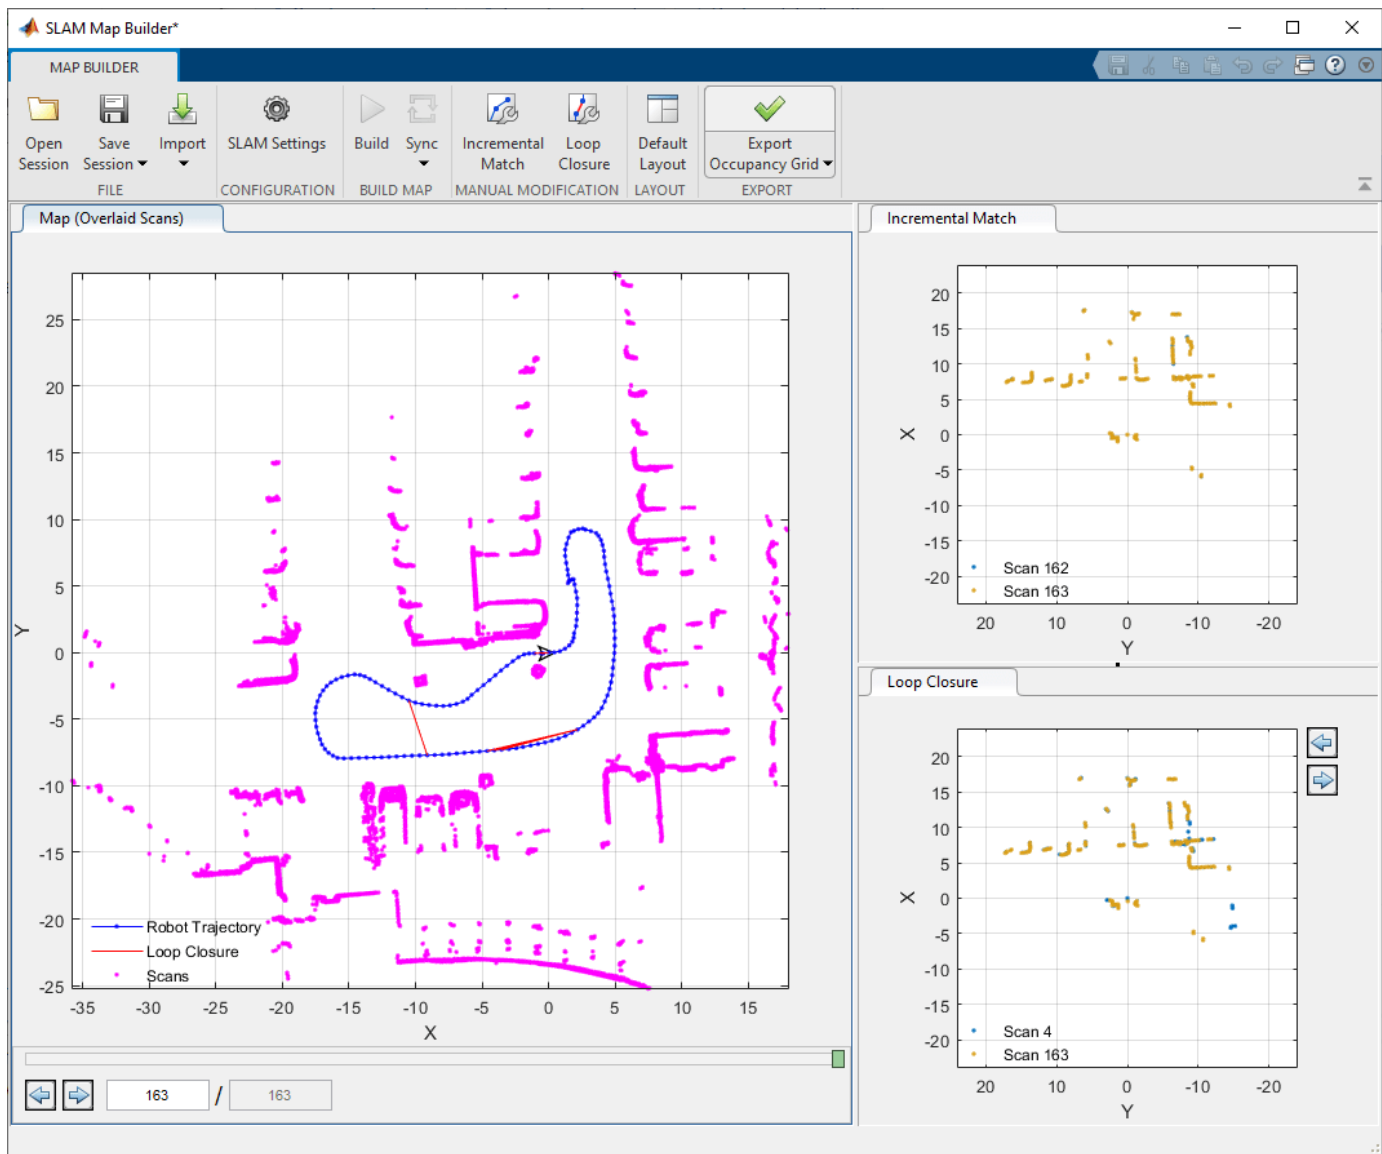 SLAM Map Builder*
MAP BUILDER
Open Session
Save Session
Import
SLAM Settings
Build
Sync
Incremental Match
Loop Closure
Default Layout
Export Occupancy Grid
FILE
CONFIGURATION
BUILD MAP
MANUAL MODIFICATION
LAYOUT
EXPORT
Map (Overlaid Scans)
25
20
15
10
5
0
-5
-10
-15
-20
-25
Y
Robot Trajectory
Loop Closure
Scans
-35 -30 -25 -20 -15 -10 -5 0 5 10 15
X
163 / 163
Incremental Match
20
15
10
5
0
-5
-10
-15
-20
X
Scan 162
Scan 163
20 10 0 -10 -20
Y
Loop Closure
20
15
10
5
0
-5
-10
-15
-20
X
Scan 4
Scan 163
20 10 0 -10 -20
Y